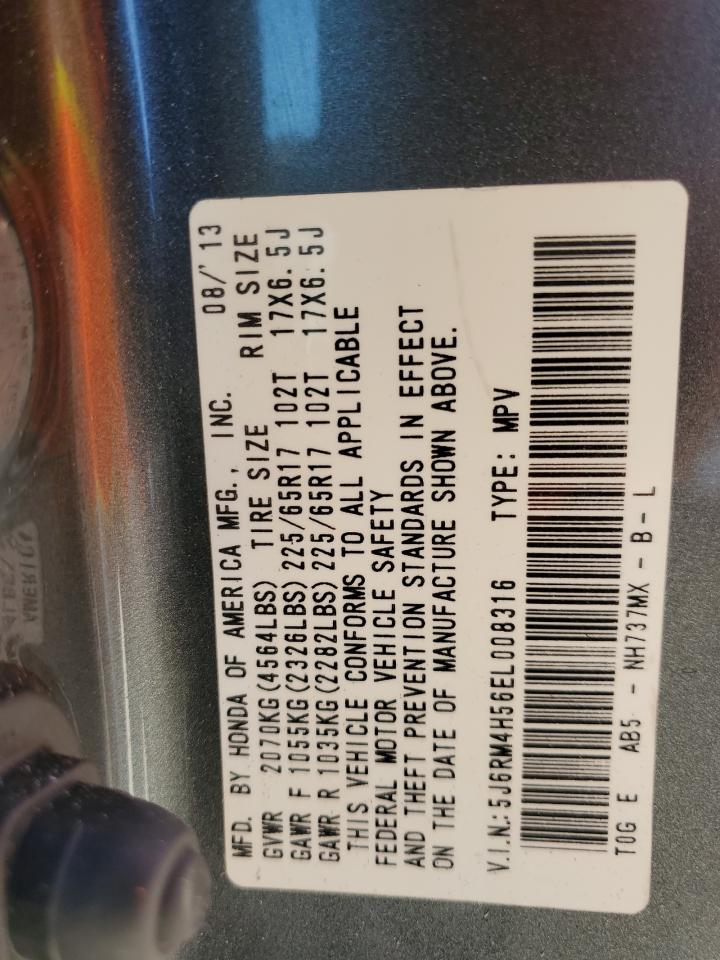 MFD. BY HONDA OF AMERICA MFG., INC. 08/'13
GVWR 2070KG(4564LBS) TIRE SIZE RIM SIZE
GAWR F 1055KG(2326LBS) 225/65R17 102T 17X6.5J
GAWR R 1035KG(2282LBS) 225/65R17 102T 17X6.5J
THIS VEHICLE CONFORMS TO ALL APPLICABLE
FEDERAL MOTOR VEHICLE SAFETY
AND THEFT PREVENTION STANDARDS IN EFFECT
ON THE DATE OF MANUFACTURE SHOWN ABOVE.
V.I.N.:5J6RM4H56EL008316 TYPE: MPV
TOG E AB5 - NH737MX - B - L